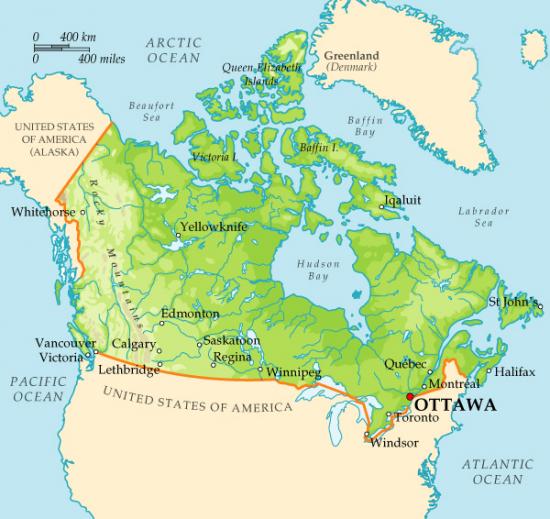 0 400 km
0 400 miles
ARCTIC
OCEAN
Greenland
(Denmark)
Queen Elizabeth
Islands
Beaufort
Sea
Baffin
Bay
UNITED STATES
OF AMERICA
(ALASKA)
Victoria I.
Baffin I.
Rocky
Mountains
Whitehorse
Iqaluit
Labrador
Sea
Yellowknife
Hudson
Bay
St John's
Edmonton
Vancouver
Victoria
Calgary
Saskatoon
Lethbridge
Regina
Winnipeg
Québec
Montréal
Halifax
PACIFIC
OCEAN
UNITED STATES OF AMERICA
OTTAWA
Toronto
Windsor
ATLANTIC
OCEAN